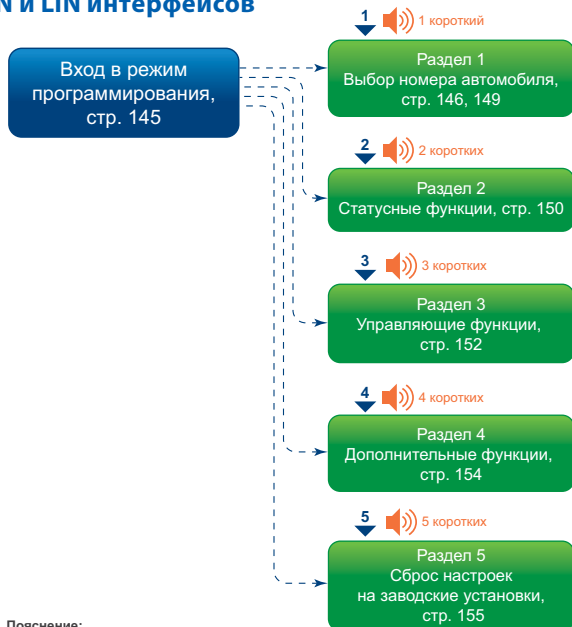 N и LIN интерфейсов
Вход в режим
программирования,
стр. 145
1 1 короткий
Раздел 1
Выбор номера автомобиля,
стр. 146, 149
2 2 коротких
Раздел 2
Статусные функции, стр. 150
3 3 коротких
Раздел 3
Управляющие функции,
стр. 152
4 4 коротких
Раздел 4
Дополнительные функции,
стр. 154
5 5 коротких
Раздел 5
Сброс настроек
на заводские установки,
стр. 155
Пояснение: